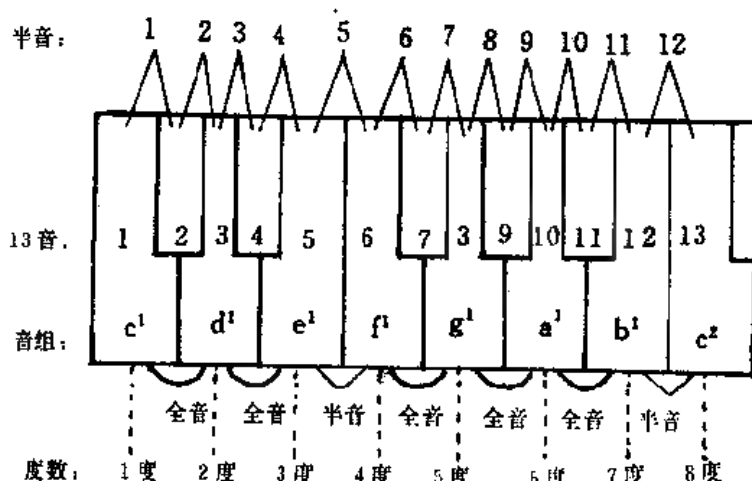 半音: 1 2 3 4 5 6 7 8 9 10 11 12
13音. 1 2 3 4 5 6 7 3 9 10 11 12 13
音组: c¹ d¹ e¹ f¹ g¹ a¹ b¹ c²
全音 全音 半音 全音 全音 全音 半音
度数: 1度 2度 3度 4度 5度 6度 7度 8度